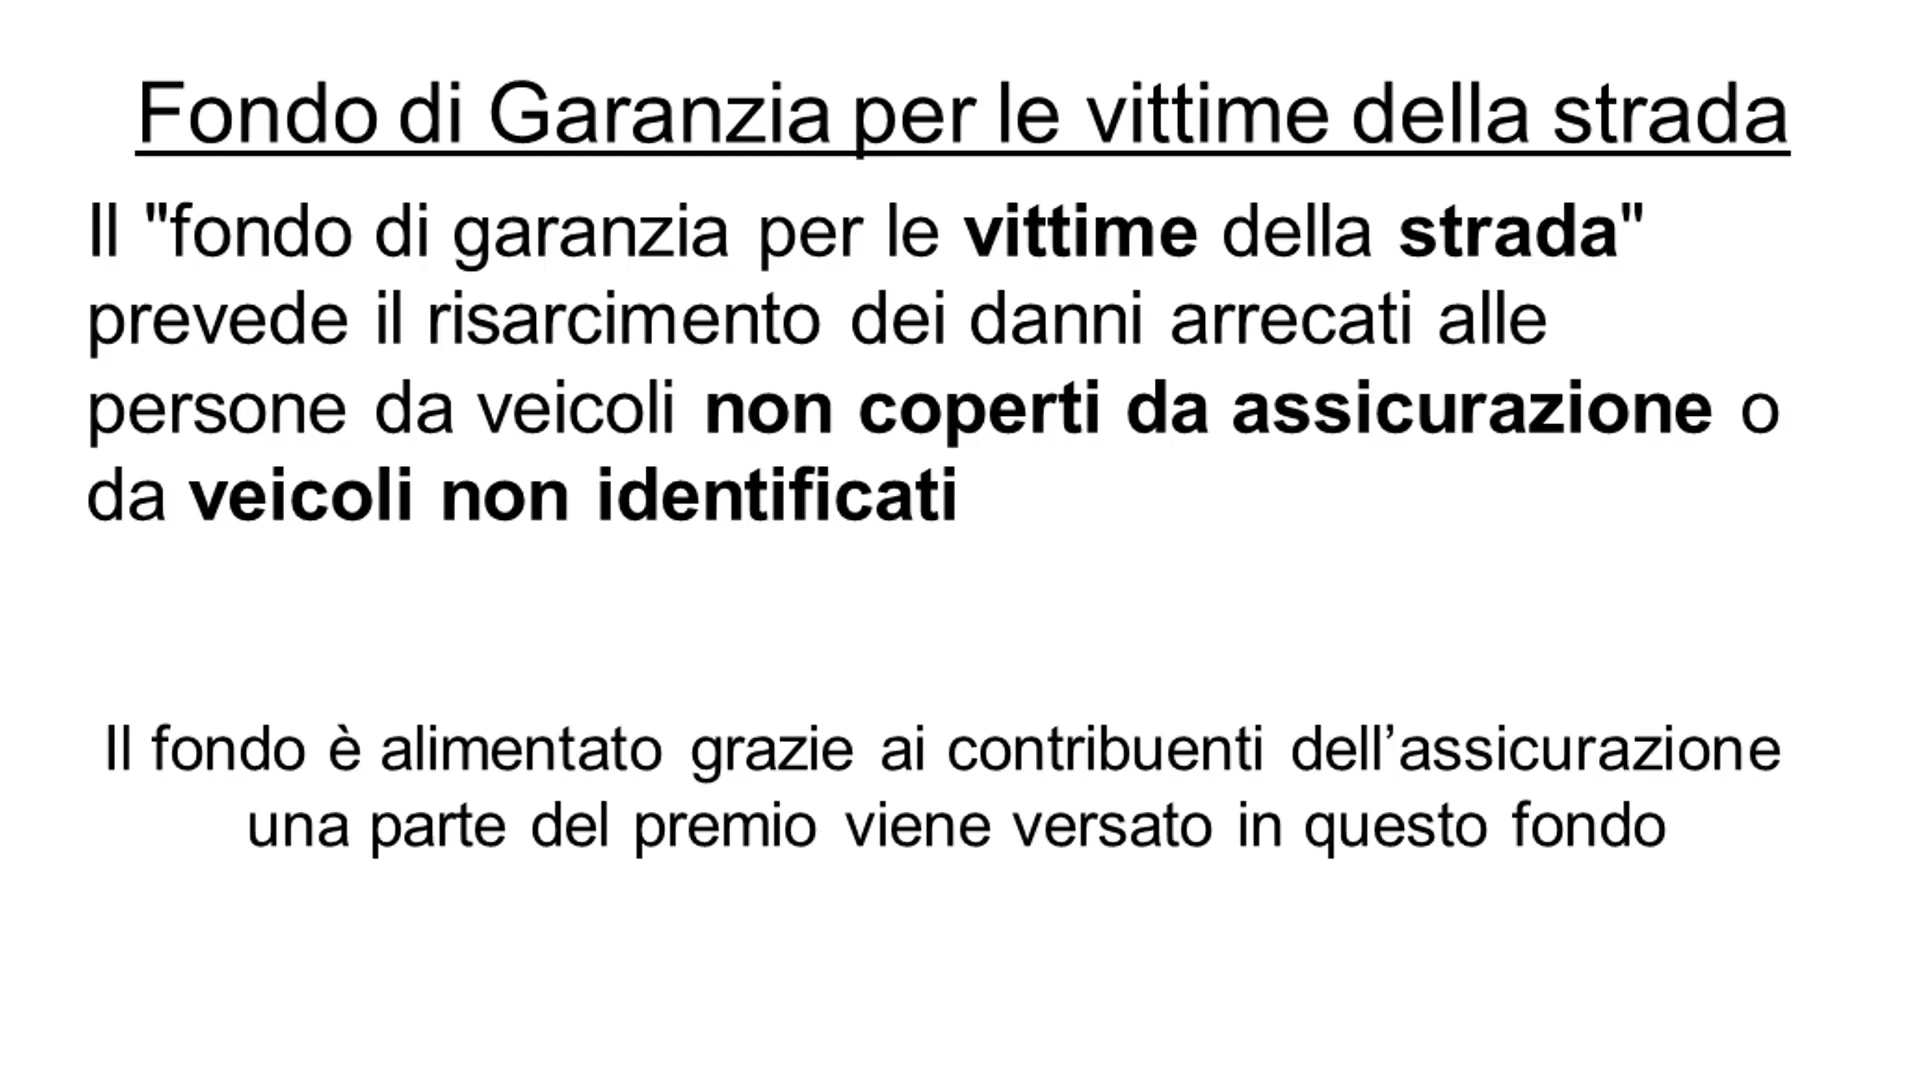 Fondo di Garanzia per le vittime della strada
Il "fondo di garanzia per le vittime della strada"
prevede il risarcimento dei danni arrecati alle
persone da veicoli non coperti da assicurazione o
da veicoli non identificati
Il fondo è alimentato grazie ai contribuenti dell’assicurazione
una parte del premio viene versato in questo fondo